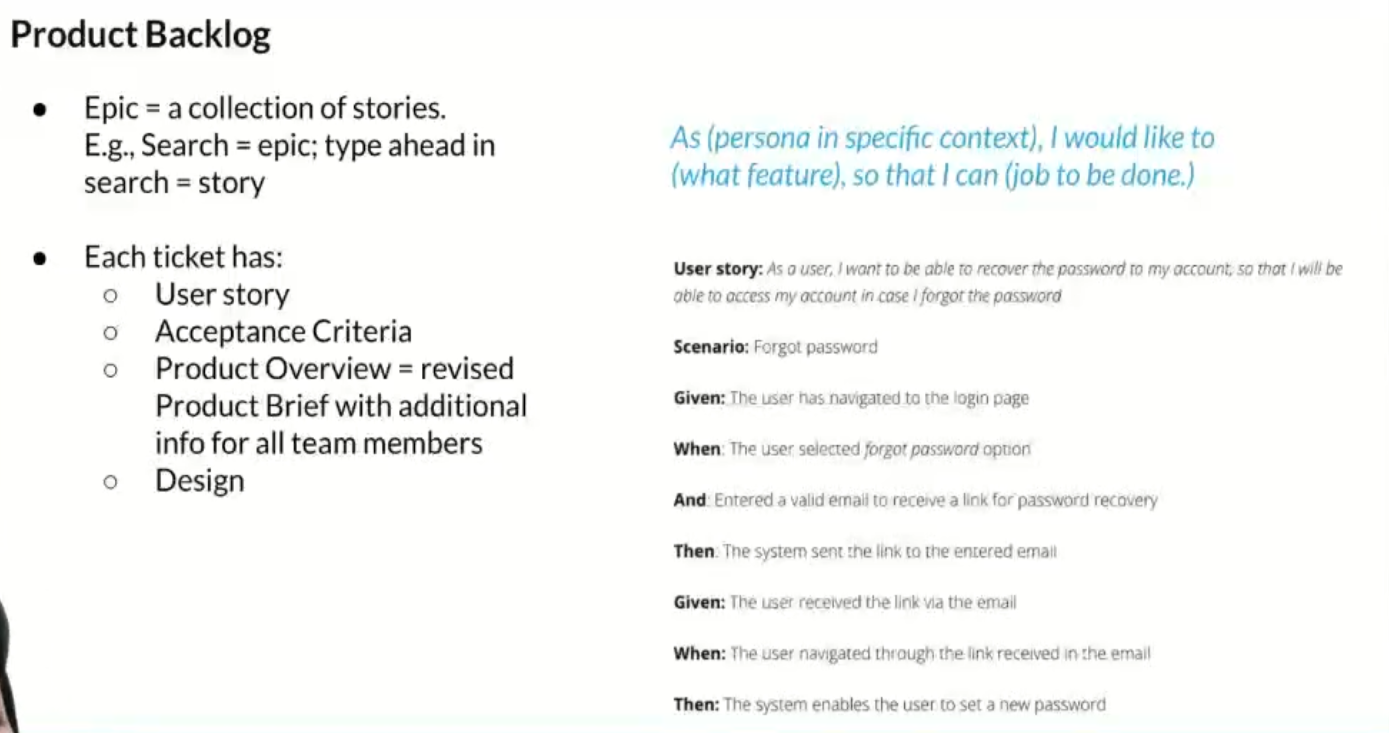 Product Backlog
● Epic = a collection of stories.
E.g., Search = epic; type ahead in
search = story
● Each ticket has:
○ User story
○ Acceptance Criteria
○ Product Overview = revised
Product Brief with additional
info for all team members
○ Design
As (persona in specific context), I would like to
(what feature), so that I can (job to be done.)
User story: As a user, I want to be able to recover the password to my account, so that I will be
able to access my account in case I forgot the password
Scenario: Forgot password
Given: The user has navigated to the login page
When: The user selected forgot password option
And: Entered a valid email to receive a link for password recovery
Then: The system sent the link to the entered email
Given: The user received the link via the email
When: The user navigated through the link received in the email
Then: The system enables the user to set a new password